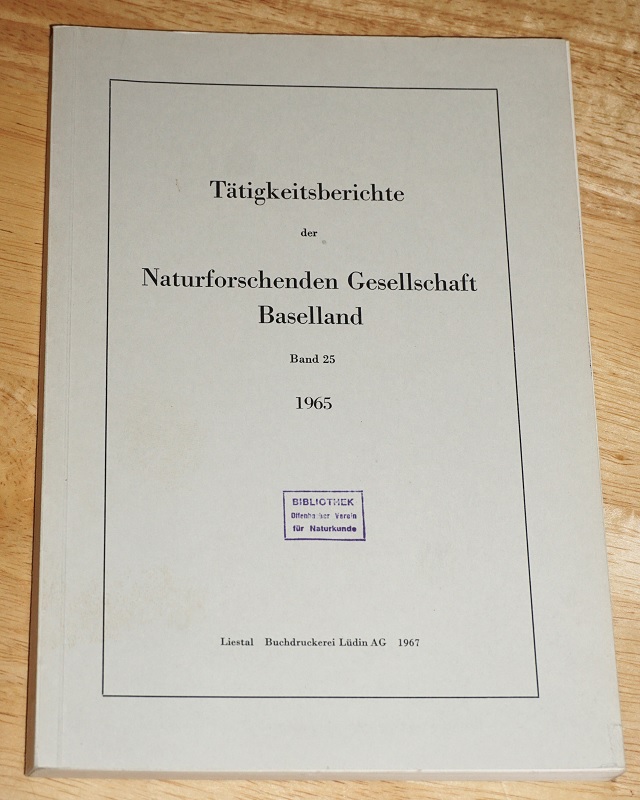 Tätigkeitsberichte
der
Naturforschenden Gesellschaft
Baselland
Band 25
1965
BIBLIOTHEK
Offenbacher Verein
für Naturkunde
Liestal Buchdruckerei Lüdin AG 1967